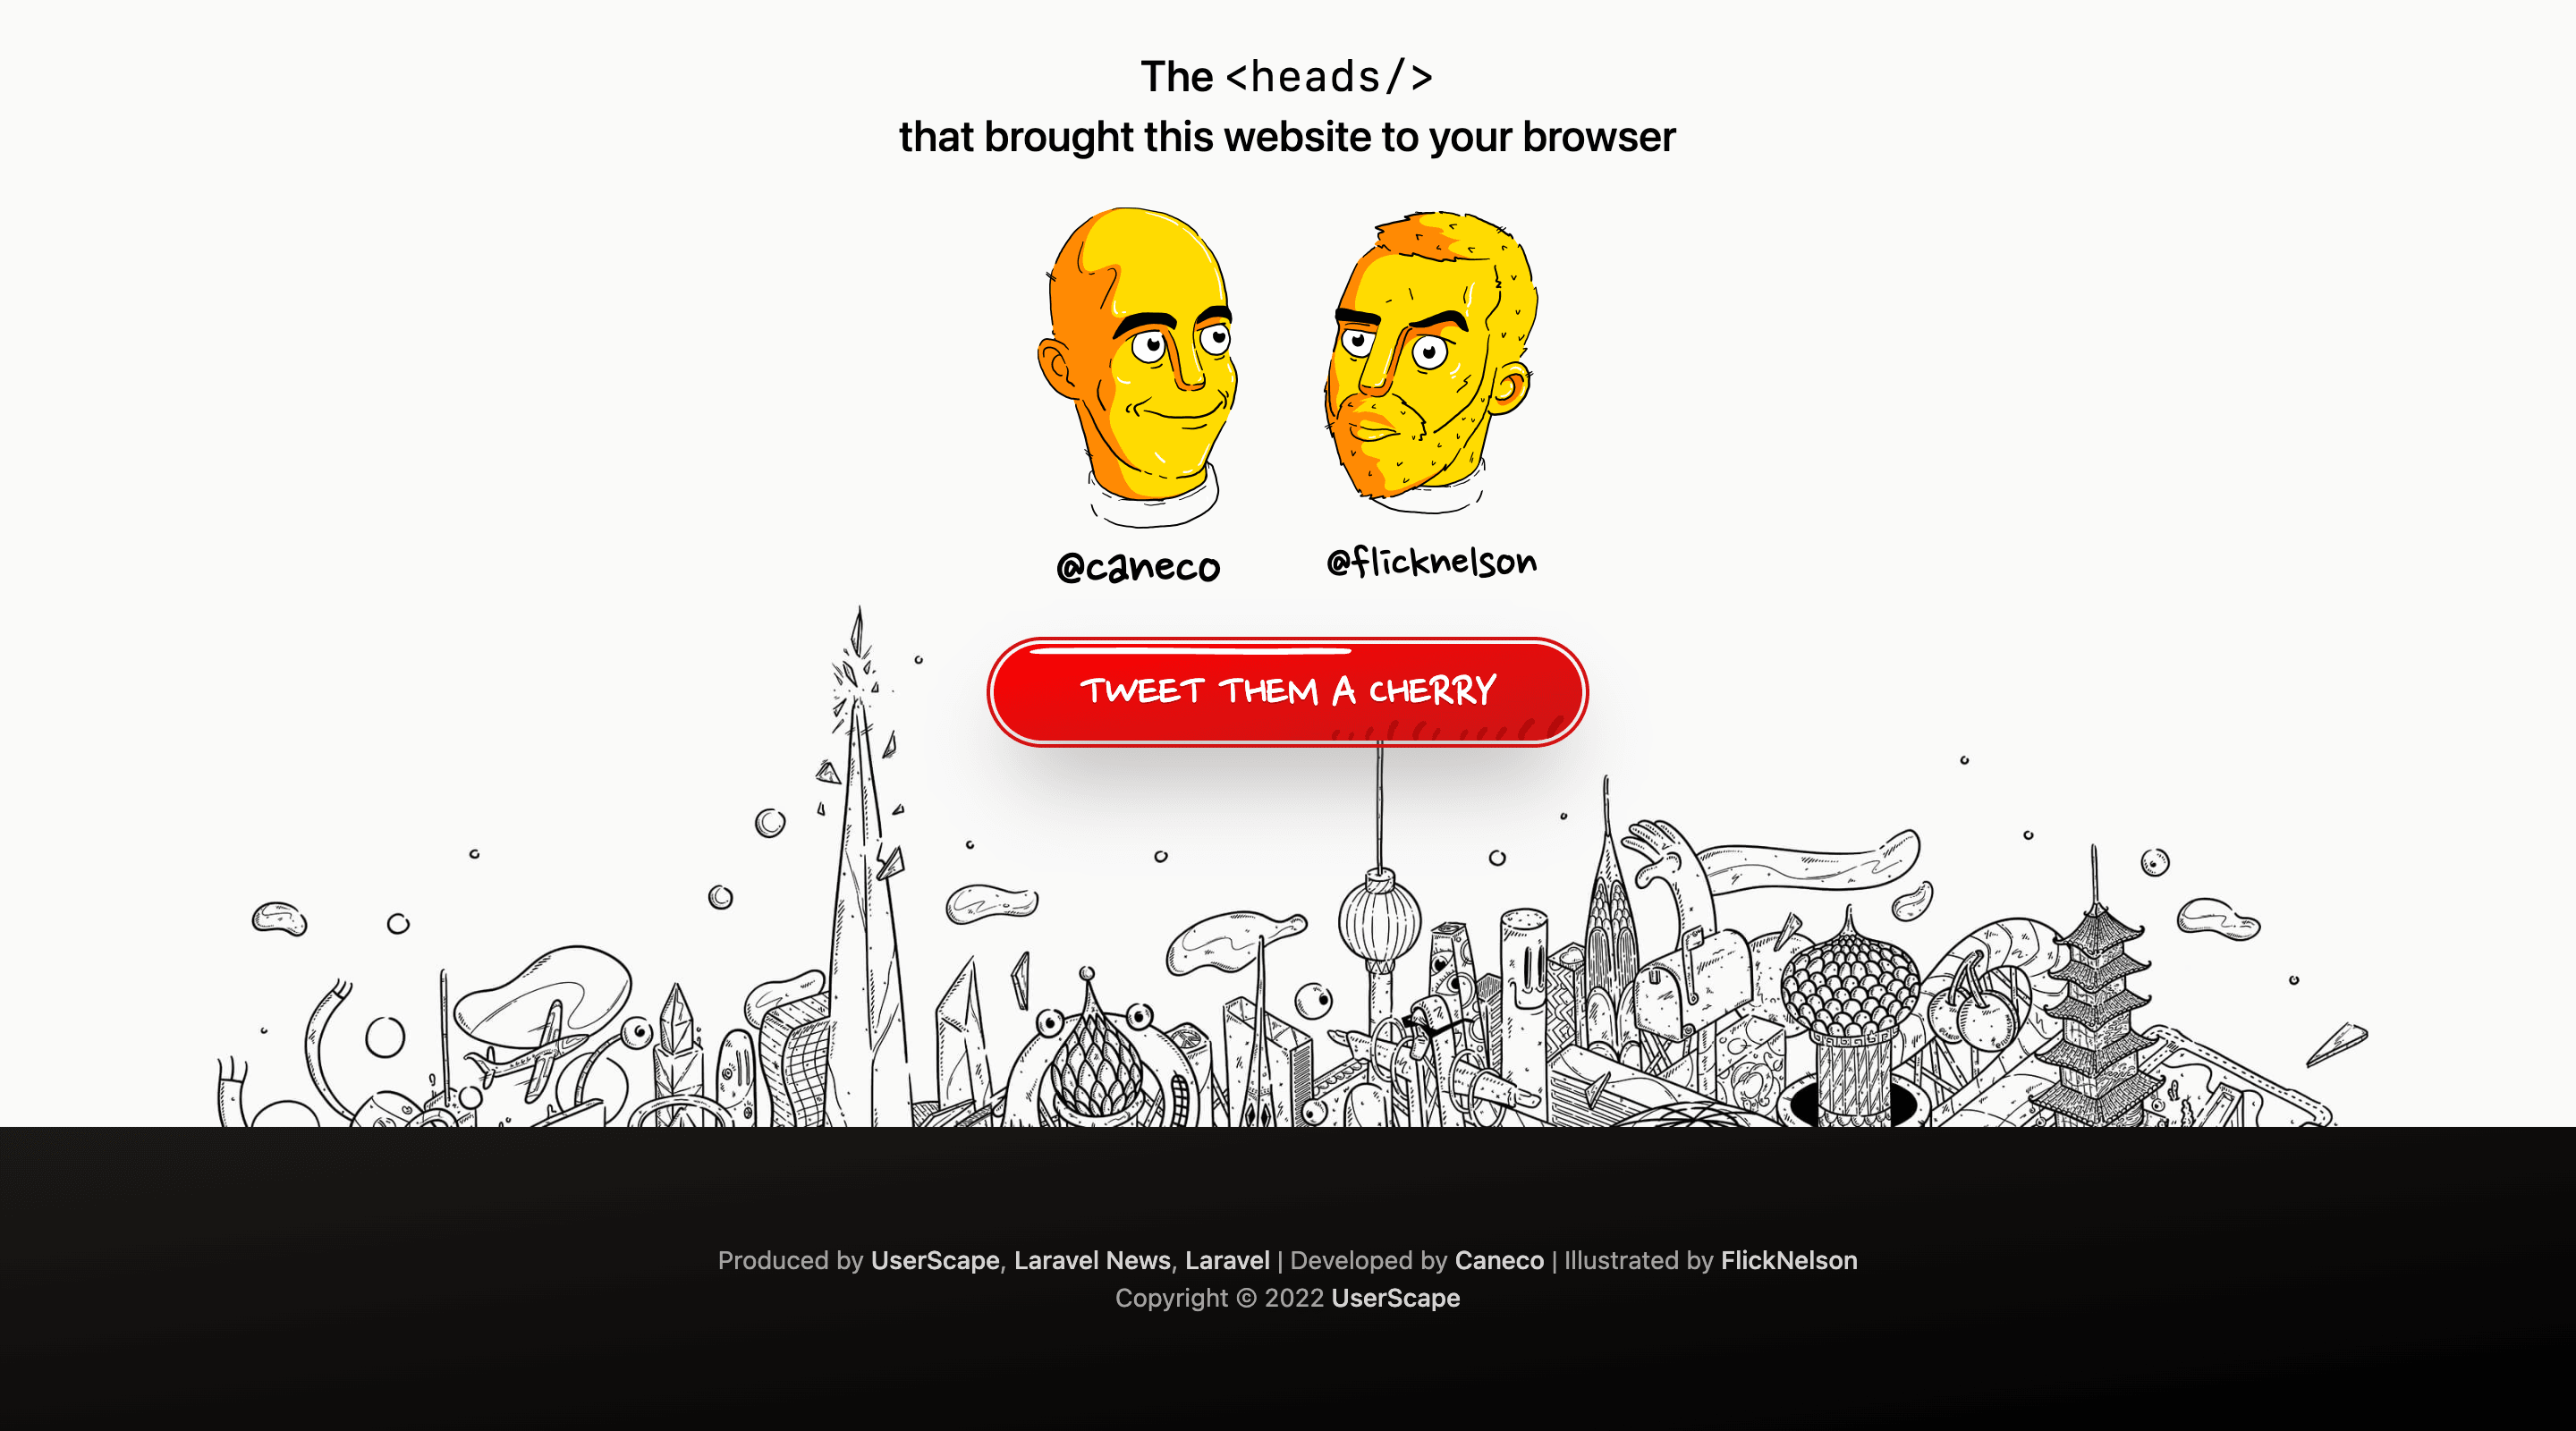 The <heads/>
that brought this website to your browser
@caneco @flicknelson
TWEET THEM A CHERRY
Produced by UserScape, Laravel News, Laravel | Developed by Caneco | Illustrated by FlickNelson
Copyright © 2022 UserScape